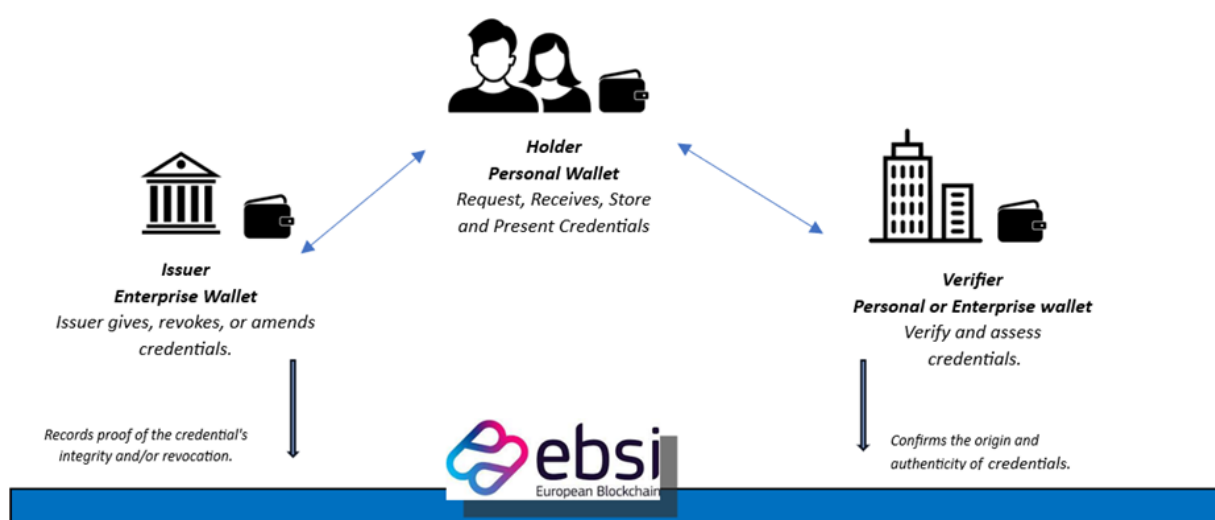 Holder
Personal Wallet
Request, Receives, Store
and Present Credentials
Issuer
Enterprise Wallet
Issuer gives, revokes, or amends
credentials.
Verifier
Personal or Enterprise wallet
Verify and assess
credentials.
Records proof of the credential's
integrity and/or revocation.
ebsi
European Blockchain
Confirms the origin and
authenticity of credentials.